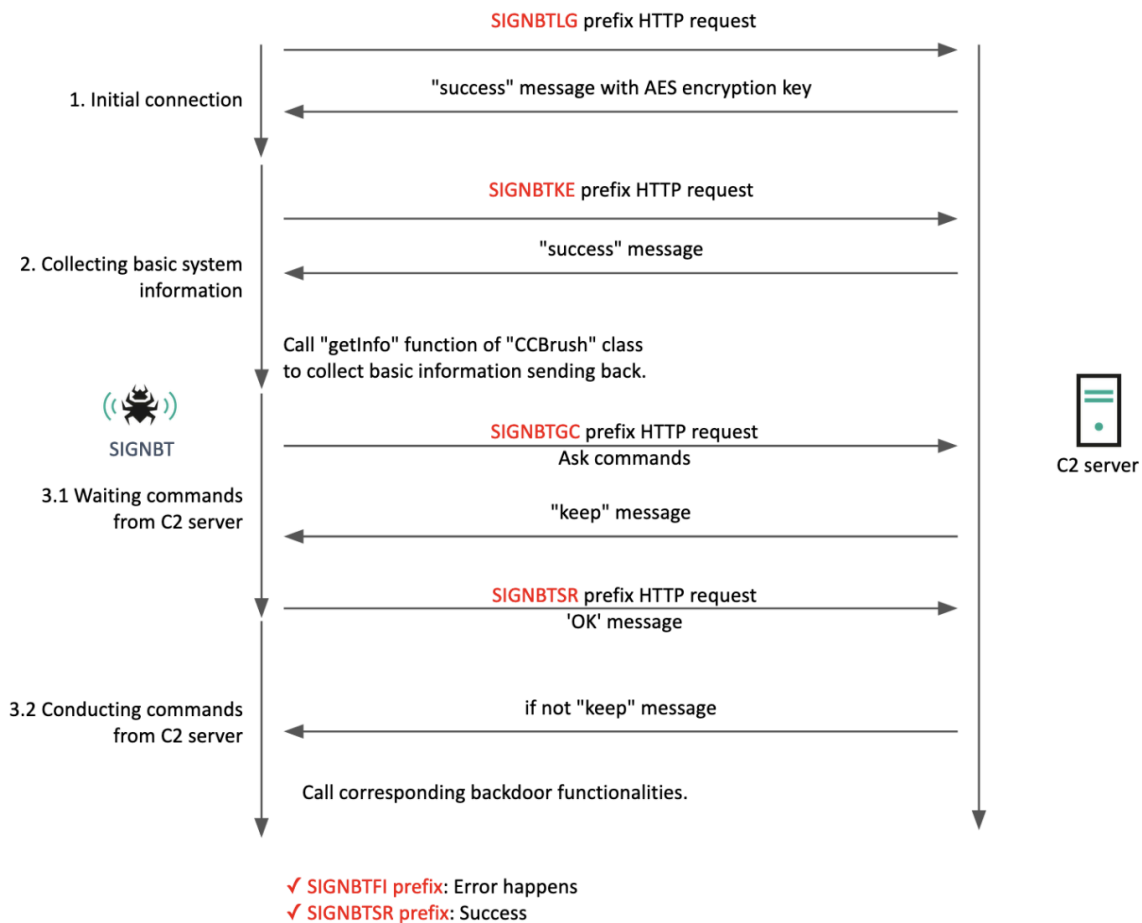 SIGNBTLG prefix HTTP request
1. Initial connection
"success" message with AES encryption key
SIGNBTKE prefix HTTP request
"success" message
2. Collecting basic system
information
Call "getInfo" function of "CCBrush" class
to collect basic information sending back.
SIGNBT
SIGNBTGC prefix HTTP request
Ask commands
C2 server
3.1 Waiting commands
from C2 server
"keep" message
SIGNBTSR prefix HTTP request
'OK' message
3.2 Conducting commands
from C2 server
if not "keep" message
Call corresponding backdoor functionalities.
✓ SIGNBTFI prefix: Error happens
✓ SIGNBTSR prefix: Success